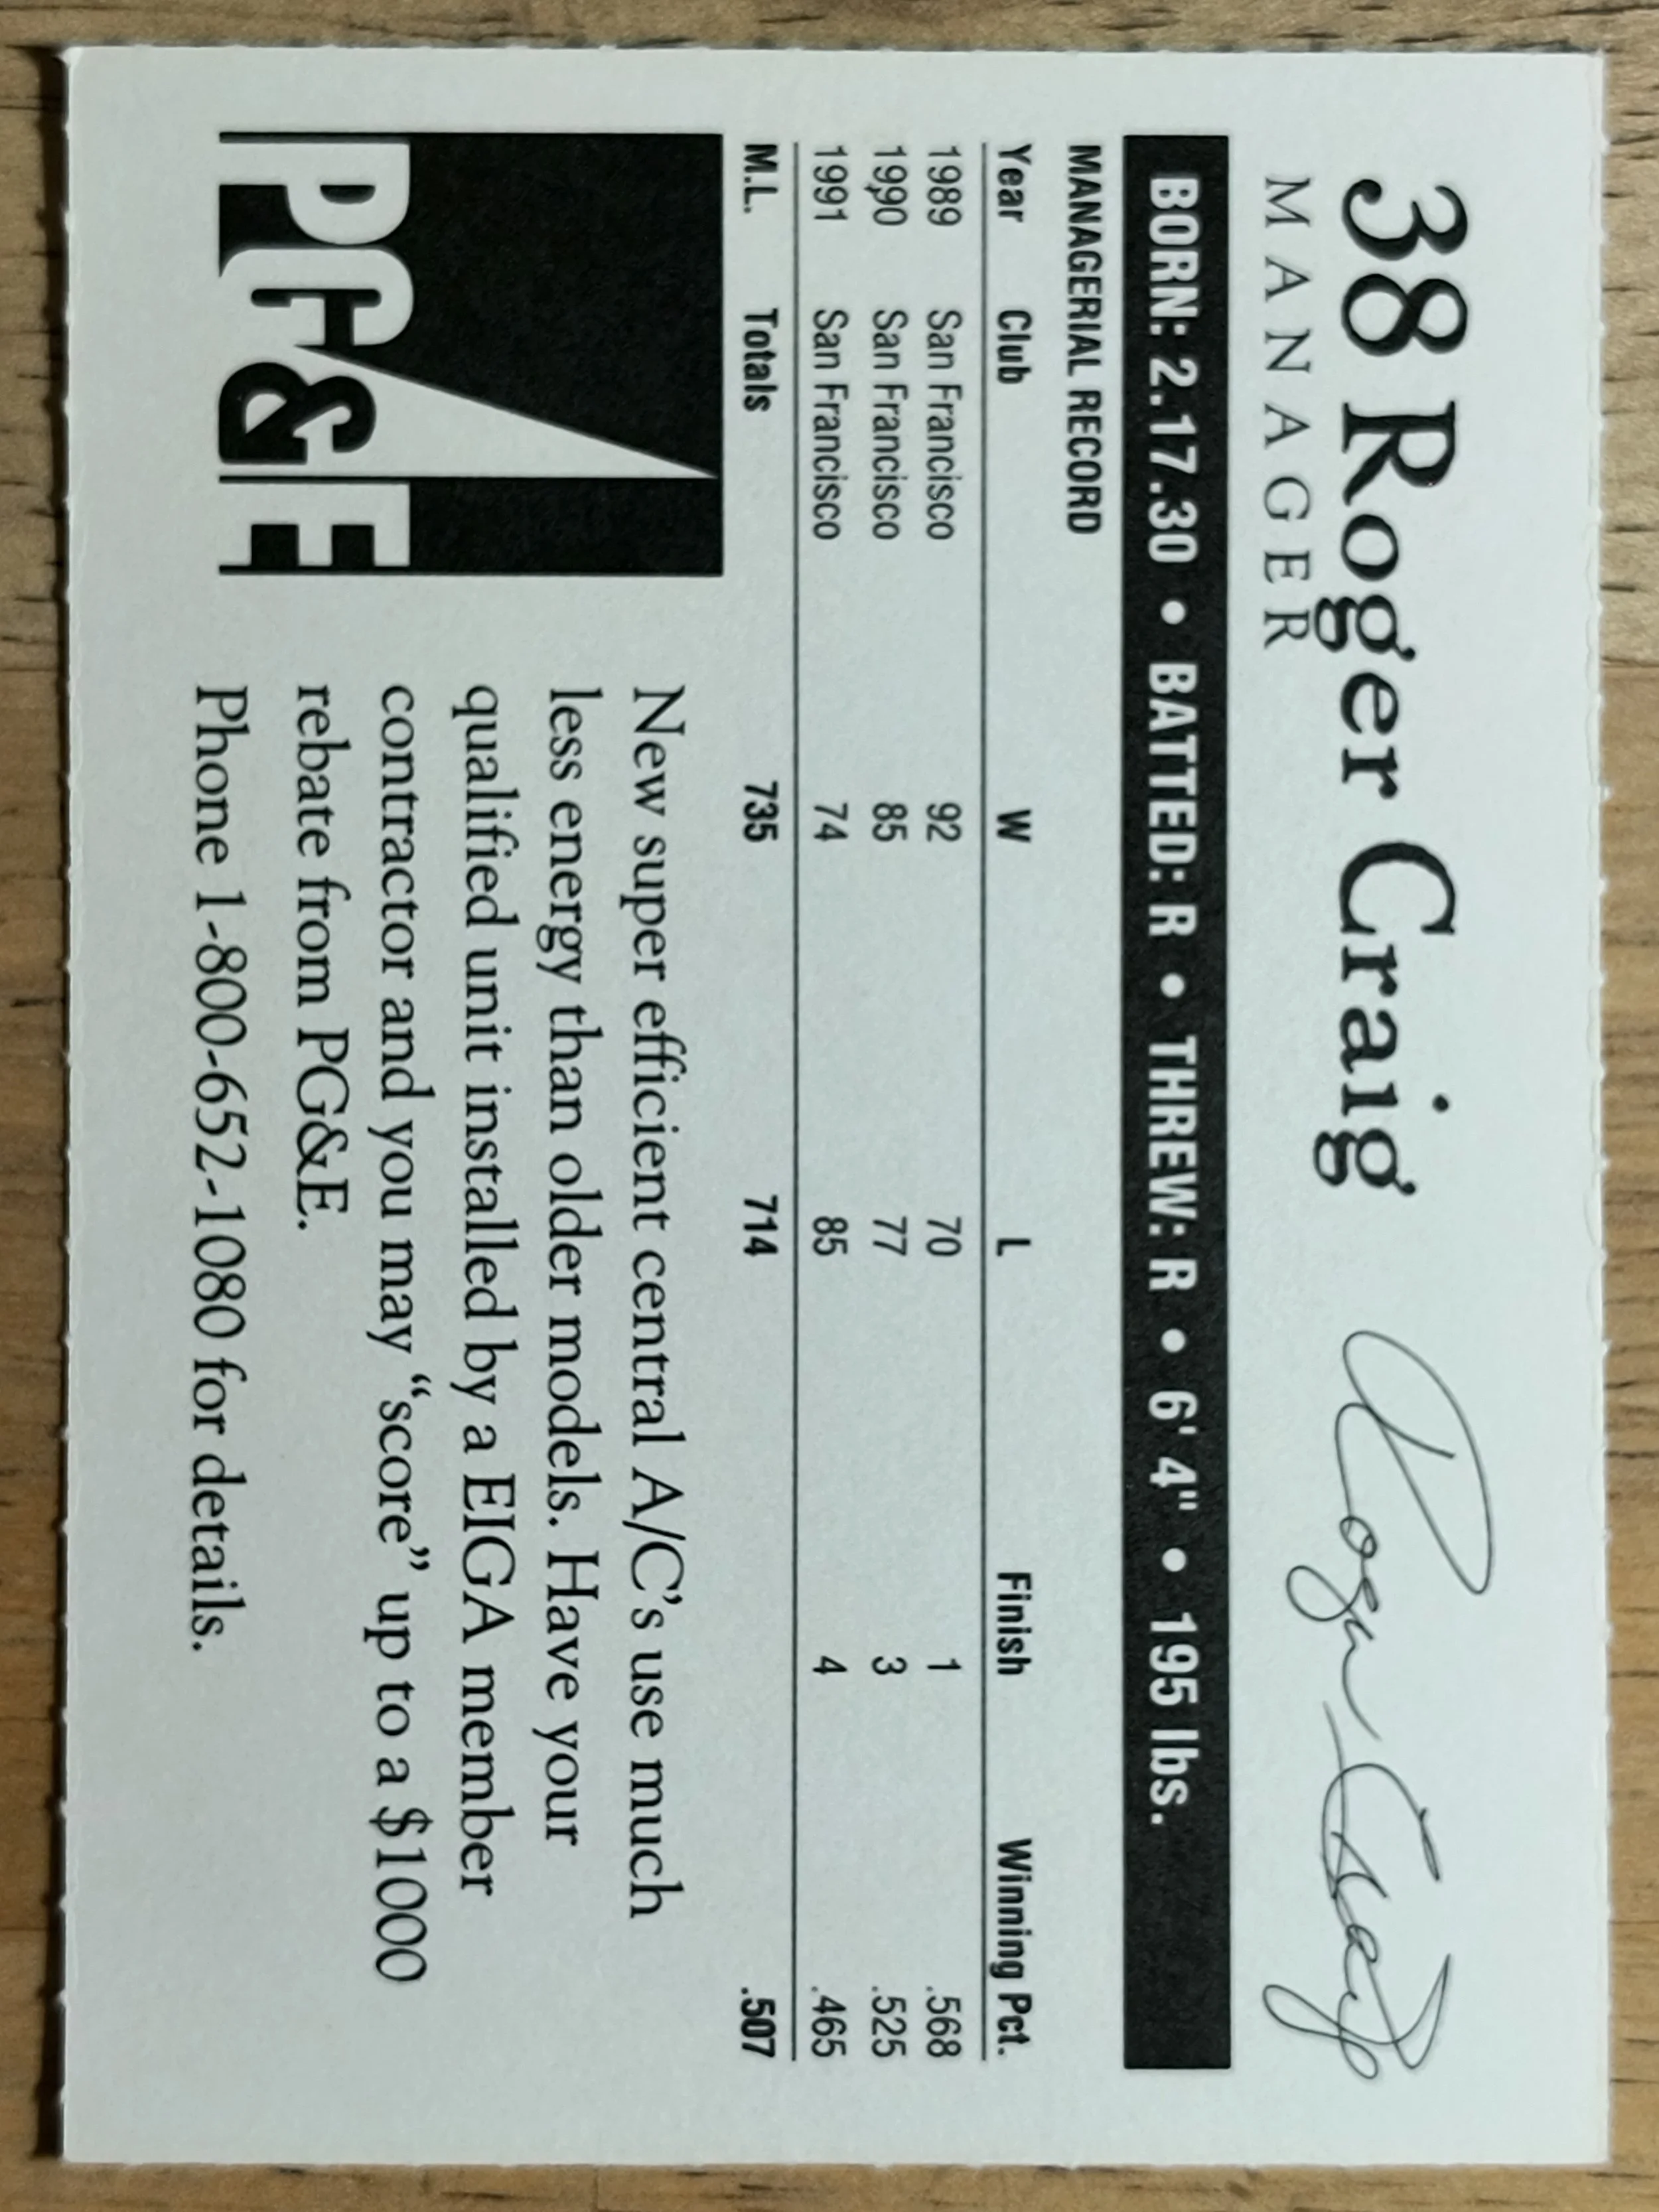 38 Roger Craig Roger Craig
MANAGER
BORN: 2.17.30 • BATTED: R • THREW: R • 6' 4" • 195 lbs.
MANAGERIAL RECORD
Year Club W L Finish Winning Pct.
1989 San Francisco 92 70 1 .568
1990 San Francisco 85 77 3 .525
1991 San Francisco 74 85 4 .465
M.L. Totals 735 714 .507
PG&E
New super efficient central A/C's use much
less energy than older models. Have your
qualified unit installed by a EIGA member
contractor and you may “score” up to a $1000
rebate from PG&E.
Phone 1-800-652-1080 for details.